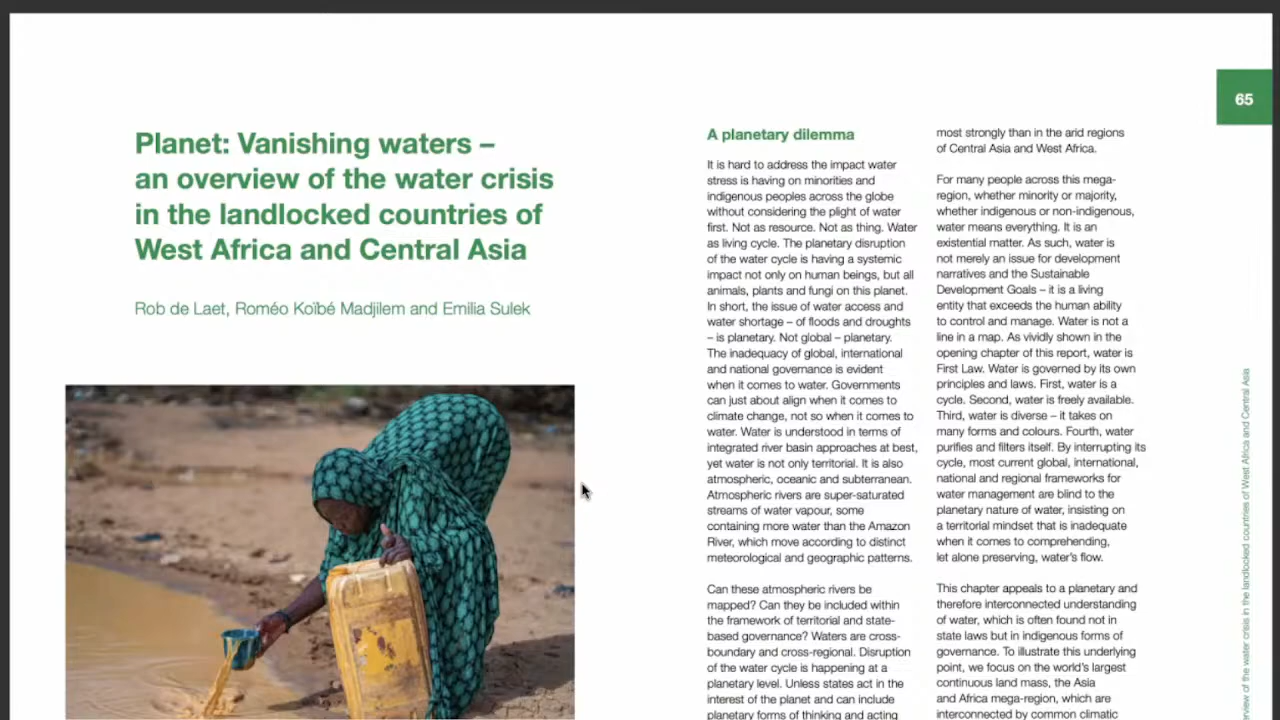 65
Planet: Vanishing waters –
an overview of the water crisis
in the landlocked countries of
West Africa and Central Asia
Rob de Laet, Roméo Koïbé Madjilem and Emilia Sulek
A planetary dilemma
It is hard to address the impact water
stress is having on minorities and
indigenous peoples across the globe
without considering the plight of water
first. Not as resource. Not as thing. Water
as living cycle. The planetary disruption
of the water cycle is having a systemic
impact not only on human beings, but all
animals, plants and fungi on this planet.
In short, the issue of water access and
water shortage – of floods and droughts
– is planetary. Not global – planetary.
The inadequacy of global, international
and national governance is evident
when it comes to water. Governments
can just about align when it comes to
climate change, not so when it comes to
water. Water is understood in terms of
integrated river basin approaches at best,
yet water is not only territorial. It is also
atmospheric, oceanic and subterranean.
Atmospheric rivers are super-saturated
streams of water vapour, some
containing more water than the Amazon
River, which move according to distinct
meteorological and geographic patterns.
Can these atmospheric rivers be
mapped? Can they be included within
the framework of territorial and state-
based governance? Waters are cross-
boundary and cross-regional. Disruption
of the water cycle is happening at a
planetary level. Unless states act in the
interest of the planet and can include
planetary forms of thinking and acting
most strongly than in the arid regions
of Central Asia and West Africa.
For many people across this mega-
region, whether minority or majority,
whether indigenous or non-indigenous,
water means everything. It is an
existential matter. As such, water is
not merely an issue for development
narratives and the Sustainable
Development Goals – it is a living
entity that exceeds the human ability
to control and manage. Water is not a
line in a map. As vividly shown in the
opening chapter of this report, water is
First Law. Water is governed by its own
principles and laws. First, water is a
cycle. Second, water is freely available.
Third, water is diverse – it takes on
many forms and colours. Fourth, water
purifies and filters itself. By interrupting its
cycle, most current global, international,
national and regional frameworks for
water management are blind to the
planetary nature of water, insisting on
a territorial mindset that is inadequate
when it comes to comprehending,
let alone preserving, water's flow.
This chapter appeals to a planetary and
therefore interconnected understanding
of water, which is often found not in
state laws but in indigenous forms of
governance. To illustrate this underlying
point, we focus on the world's largest
continuous land mass, the Asia
and Africa mega-region, which are
interconnected by common climatic
view of the water crisis in the landlocked countries of West Africa and Central Asia